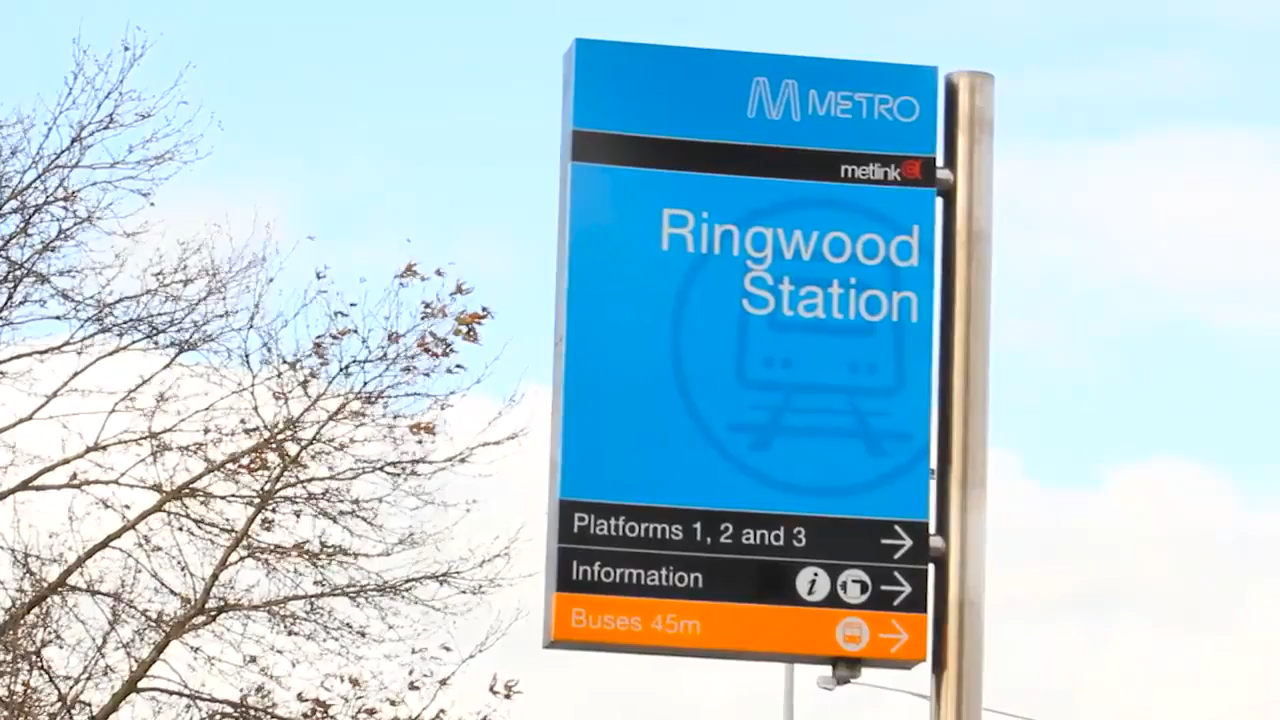 METRO
metlink
Ringwood
Station
Platforms 1, 2 and 3
Information i
Buses 45m